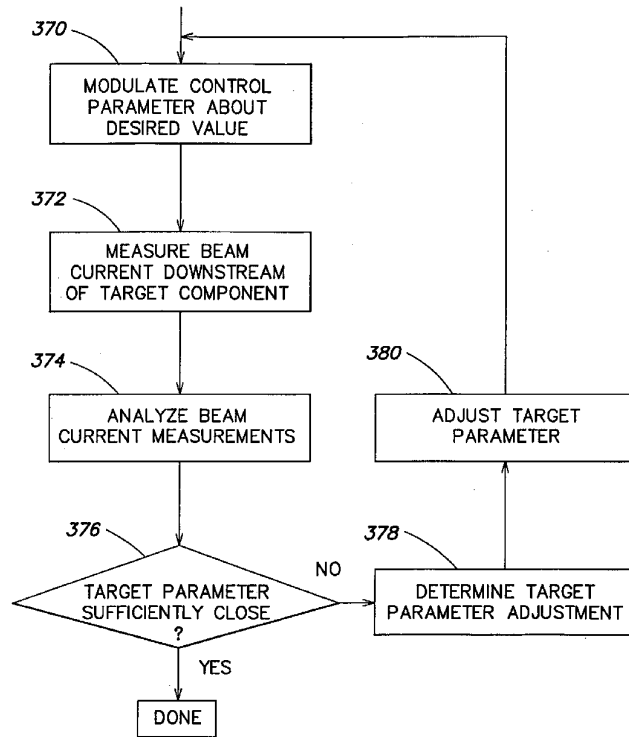 370
MODULATE CONTROL
PARAMETER ABOUT
DESIRED VALUE
372
MEASURE BEAM
CURRENT DOWNSTREAM
OF TARGET COMPONENT
374
ANALYZE BEAM
CURRENT MEASUREMENTS
376
TARGET PARAMETER
SUFFICIENTLY CLOSE
?
NO
YES
DONE
378
DETERMINE TARGET
PARAMETER ADJUSTMENT
380
ADJUST TARGET
PARAMETER